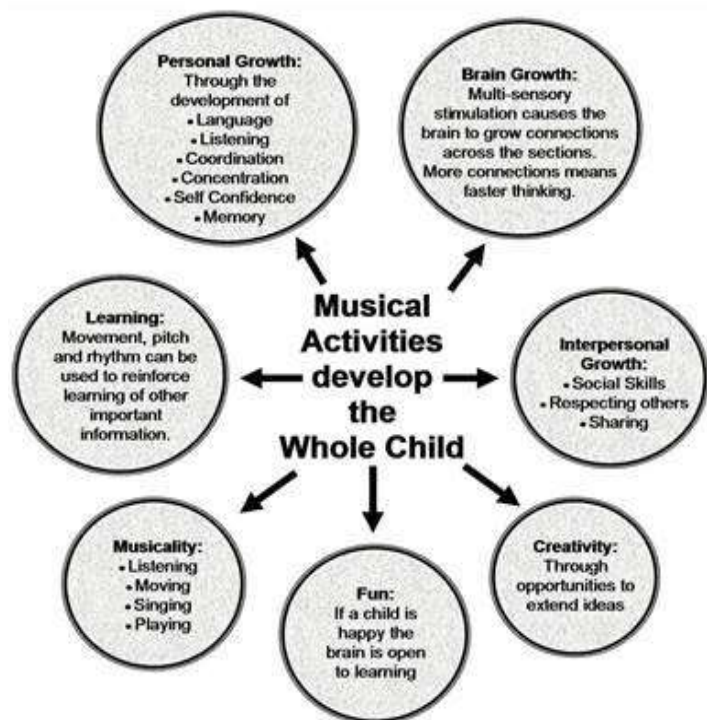 Personal Growth:
Through the
development of
• Language
• Listening
• Coordination
• Concentration
• Self Confidence
• Memory
Brain Growth:
Multi-sensory
stimulation causes the
brain to grow connections
across the sections.
More connections means
faster thinking.
Musical
Activities
develop
the
Whole Child
Learning:
Movement, pitch
and rhythm can be
used to reinforce
learning of other
important
information.
Interpersonal
Growth:
• Social Skills
• Respecting others
• Sharing
Musicality:
• Listening
• Moving
• Singing
• Playing
Fun:
If a child is
happy the
brain is open
to learning
Creativity:
Through
opportunities to
extend ideas